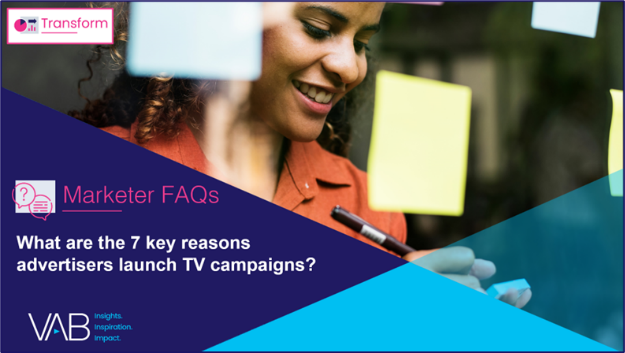 Transform
Marketer FAQs
What are the 7 key reasons
advertisers launch TV campaigns?
VAB
Insights.
Inspiration.
Impact.